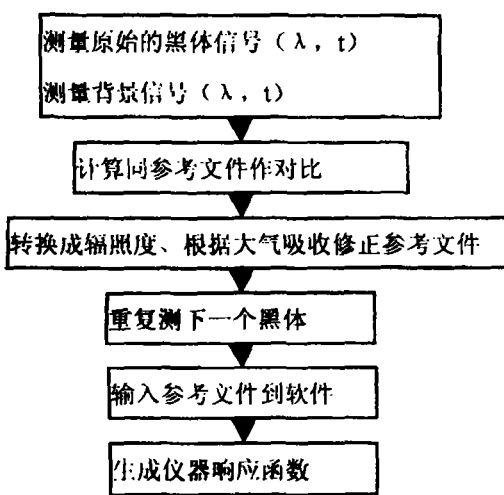 测量原始的黑体信号（λ，t）
测量背景信号（λ，t）
计算同参考文件作对比
转换成辐照度、根据大气吸收修正参考文件
重复测下一个黑体
输入参考文件到软件
生成仪器响应函数